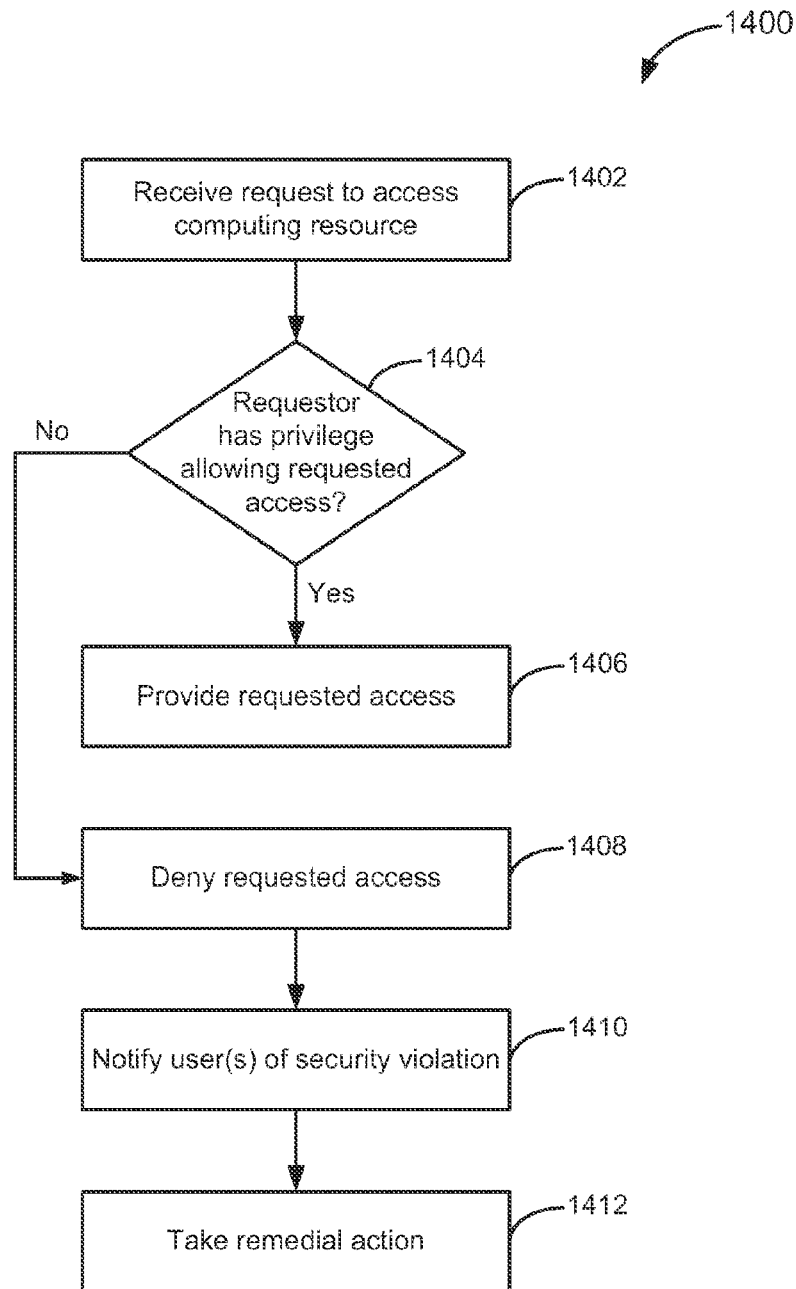 1400
Receive request to access
computing resource
1402
1404
Requestor
has privilege
allowing requested
access?
No
Yes
Provide requested access
1406
Deny requested access
1408
Notify user(s) of security violation
1410
Take remedial action
1412